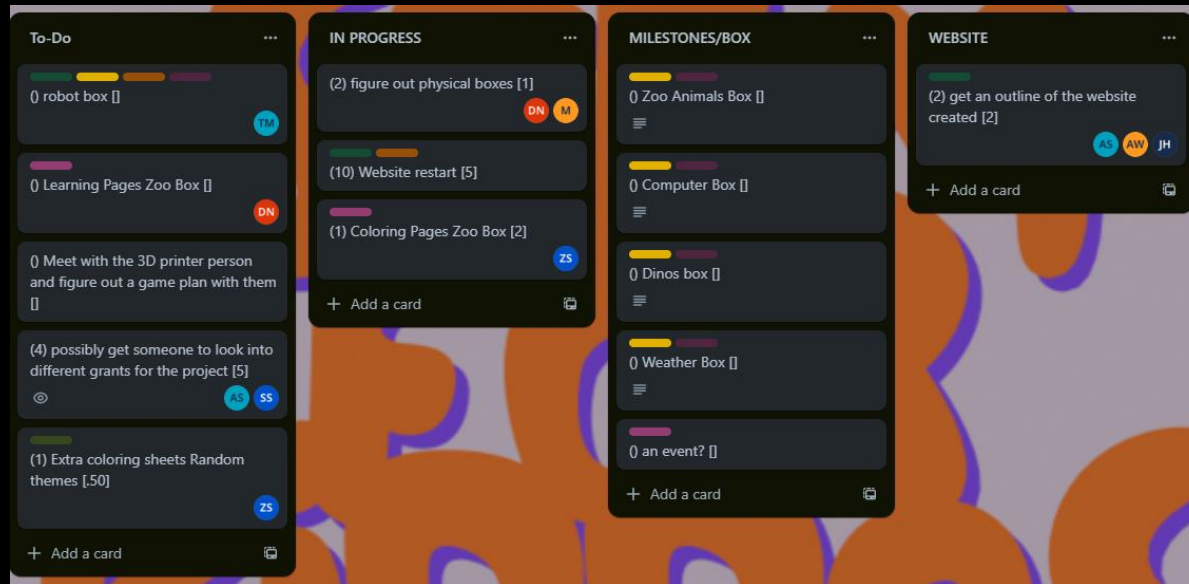 To-Do
() robot box []
TM
() Learning Pages Zoo Box []
DN
() Meet with the 3D printer person
and figure out a game plan with them
[]
(4) possibly get someone to look into
different grants for the project [5]
AS SS
(1) Extra coloring sheets Random
themes [.50]
ZS
+ Add a card
IN PROGRESS
(2) figure out physical boxes [1]
DN M
(10) Website restart [5]
(1) Coloring Pages Zoo Box [2]
ZS
+ Add a card
MILESTONES/BOX
() Zoo Animals Box []
() Computer Box []
() Dinos box []
() Weather Box []
() an event? []
+ Add a card
WEBSITE
(2) get an outline of the website
created [2]
AS AW JH
+ Add a card